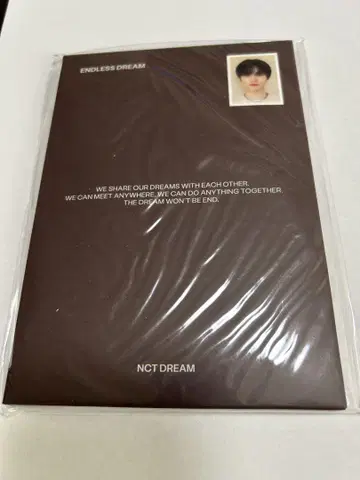 ENDLESS DREAM
WE SHARE OUR DREAMS WITH EACH OTHER.
WE CAN MEET ANYWHERE. WE CAN DO ANYTHING TOGETHER.
THE DREAM WON'T BE END.
NCT DREAM